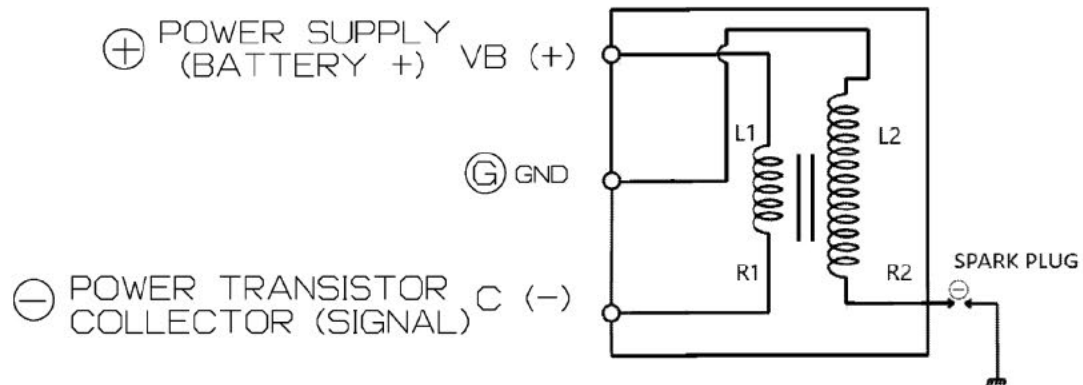 ⊕ POWER SUPPLY VB (+)
(BATTERY +)
L1
L2
Ⓖ GND
R1
R2
SPARK PLUG
⊖
⊖ POWER TRANSISTOR C (-)
COLLECTOR (SIGNAL)